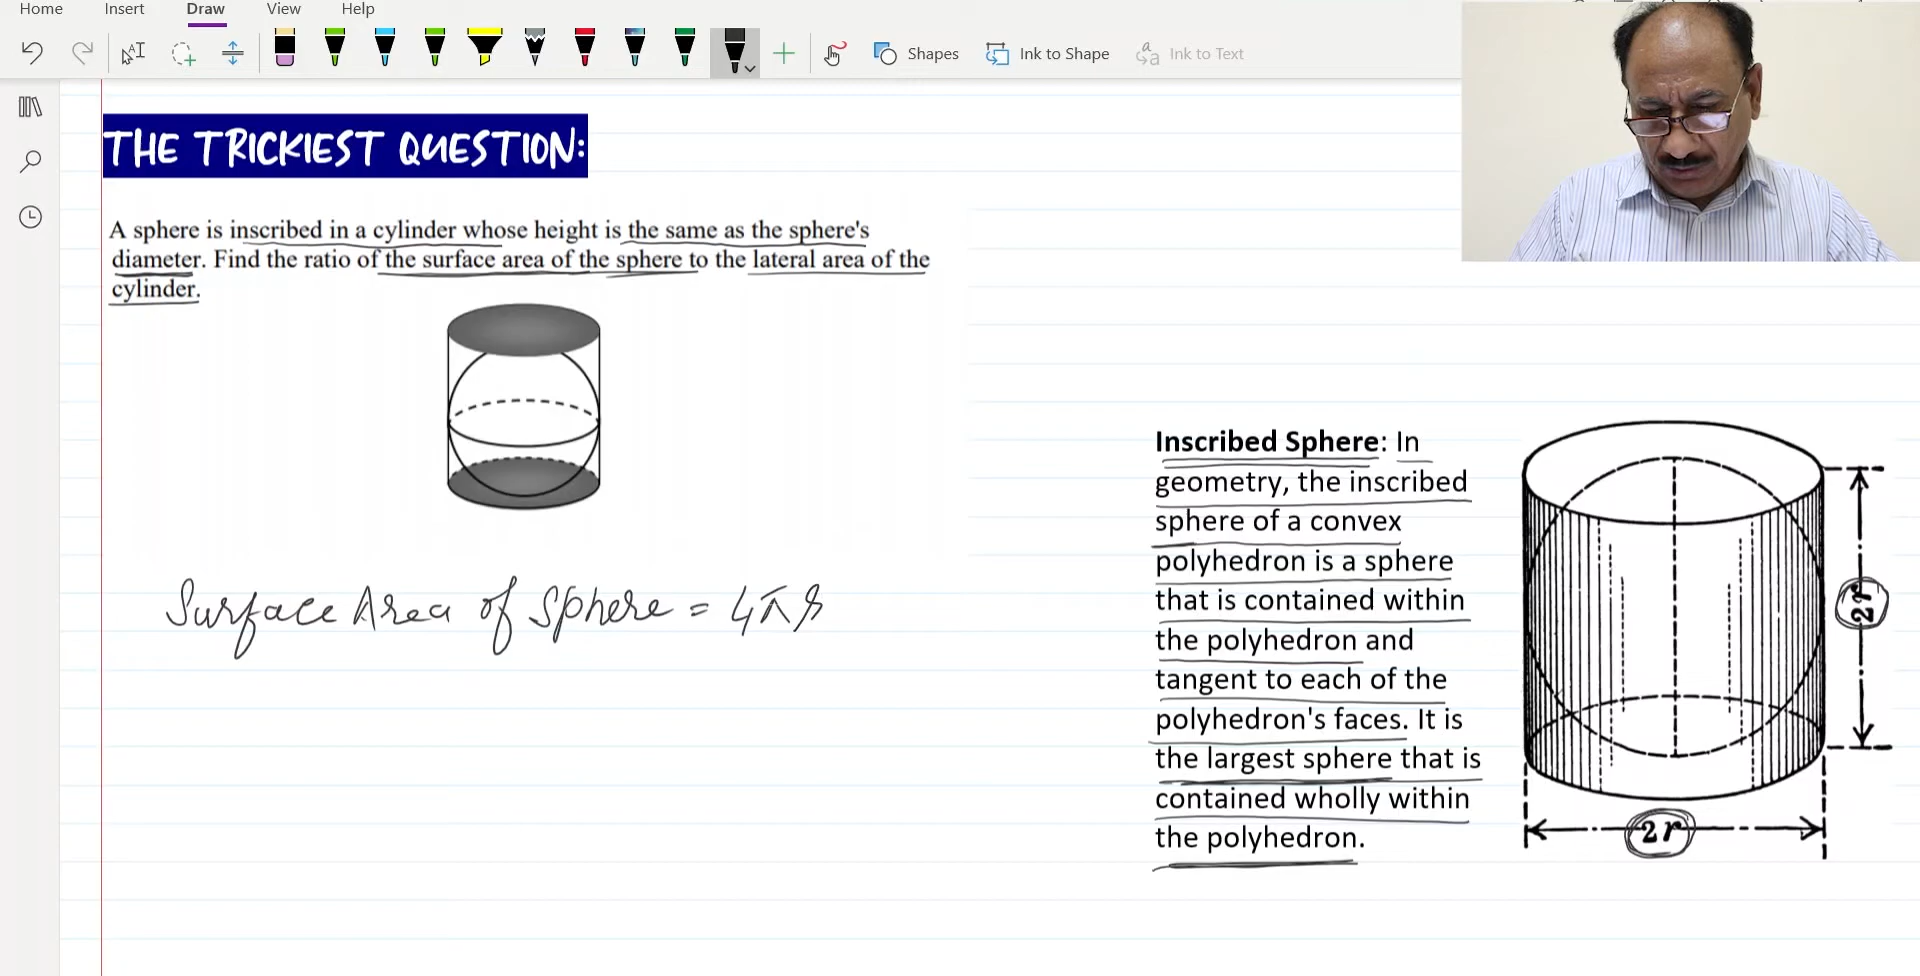 Home Insert Draw View Help
Shapes Ink to Shape Ink to Text
THE TRICKIEST QUESTION:
A sphere is inscribed in a cylinder whose height is the same as the sphere's
diameter. Find the ratio of the surface area of the sphere to the lateral area of the
cylinder.
Surface Area of Sphere = 4πr
Inscribed Sphere: In
geometry, the inscribed
sphere of a convex
polyhedron is a sphere
that is contained within
the polyhedron and
tangent to each of the
polyhedron's faces. It is
the largest sphere that is
contained wholly within
the polyhedron.
2r
2r